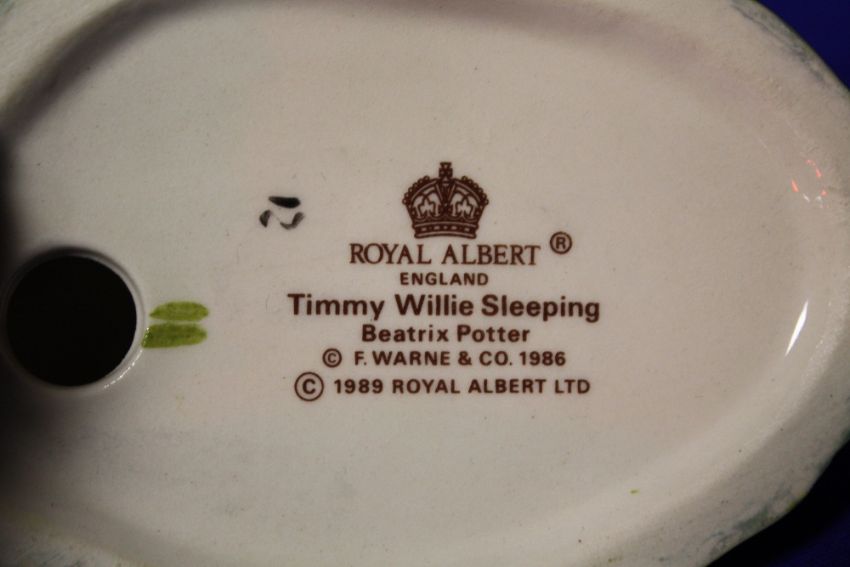 ROYAL ALBERT ®
ENGLAND
Timmy Willie Sleeping
Beatrix Potter
© F. WARNE & CO. 1986
© 1989 ROYAL ALBERT LTD